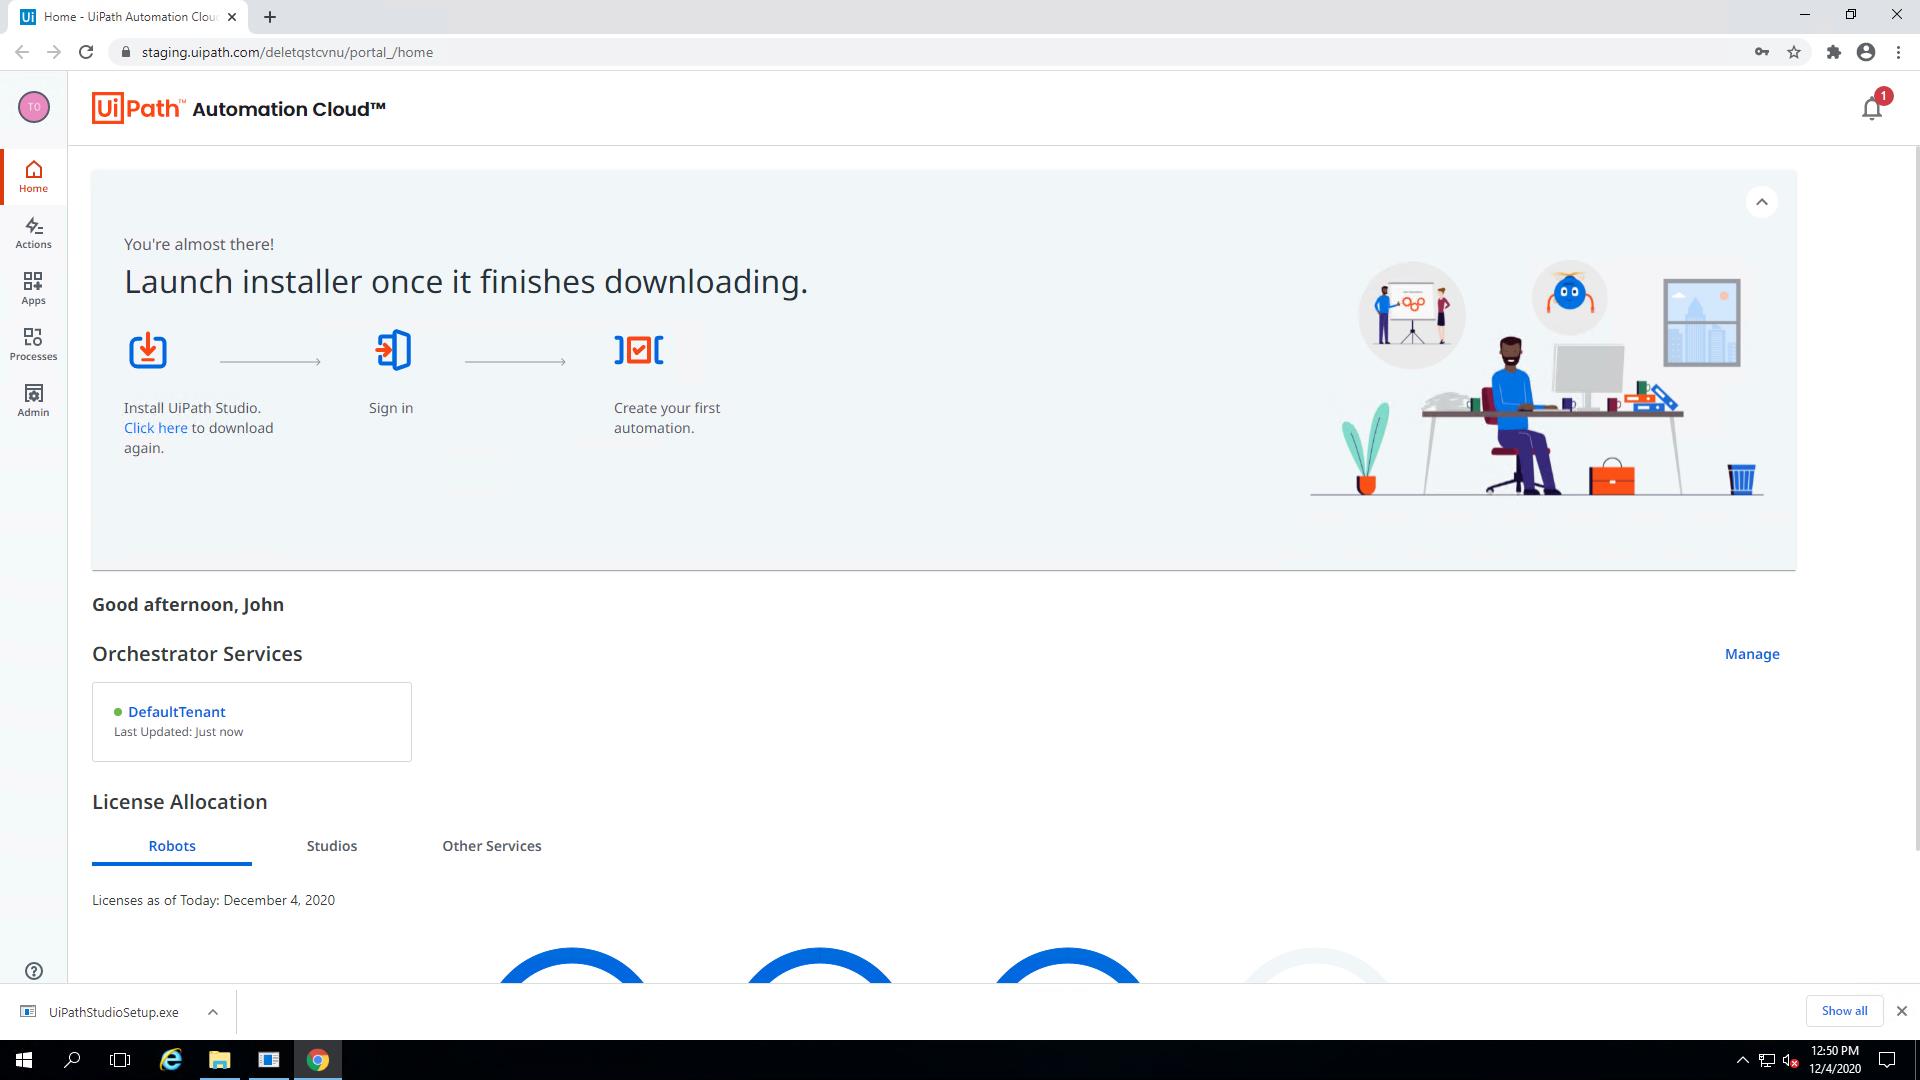 Home - UiPath Automation Clou
staging.uipath.com/deletqstcvnu/portal_/home
TO
UiPath™ Automation Cloud™
1
Home
Actions
Apps
Processes
Admin
You're almost there!
Launch installer once it finishes downloading.
Install UiPath Studio.
Click here to download
again.
Sign in
Create your first
automation.
Good afternoon, John
Orchestrator Services
Manage
DefaultTenant
Last Updated: Just now
License Allocation
Robots
Studios
Other Services
Licenses as of Today: December 4, 2020
UiPathStudioSetup.exe
Show all
12:50 PM
12/4/2020